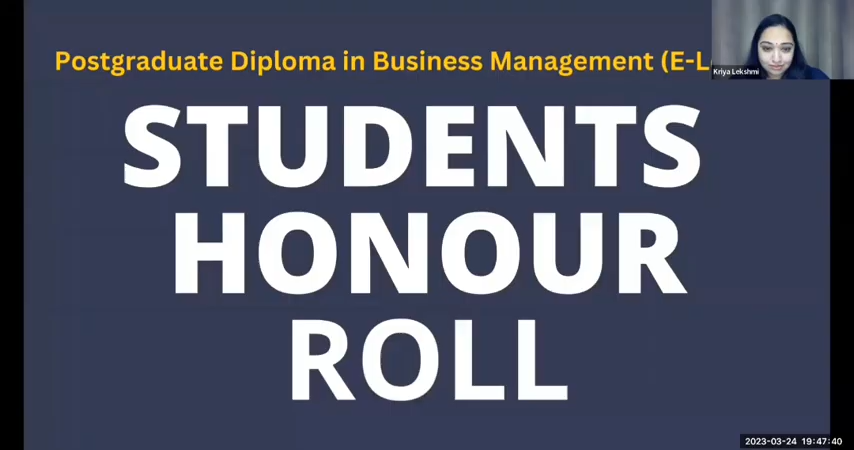 Postgraduate Diploma in Business Management (E-L
Kriya Lekshmi
STUDENTS
HONOUR
ROLL
2023-03-24 19:47:40